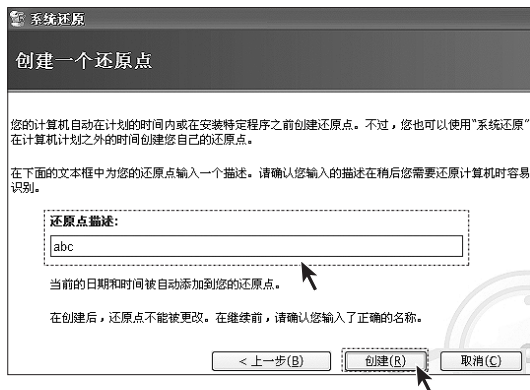 系统还原
创建一个还原点
您的计算机自动在计划的时间内或在安装特定程序之前创建还原点。不过，您也可以使用"系统还原"
在计算机计划之外的时间创建您自己的还原点。
在下面的文本框中为您的还原点输入一个描述。请确认您输入的描述在稍后您需要还原计算机时容易
识别。
还原点描述:
abc
当前的日期和时间被自动添加到您的还原点。
在创建后，还原点不能被更改。在继续前，请确认您输入了正确的名称。
< 上一步(B) 创建(R) 取消(C)